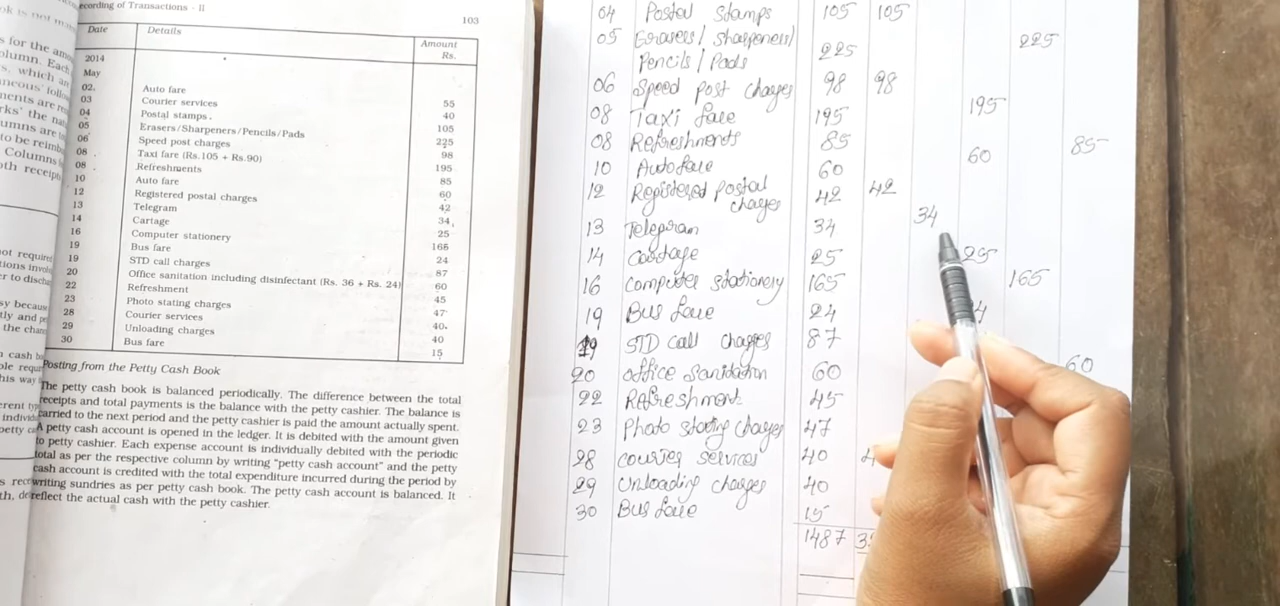 ecording of Transactions - II
103
Date Details Amount
Rs.
2014
May
02. Auto fare 55
03 Courier services 40
04 Postal stamps. 105
05 Erasers/Sharpeners/Pencils/Pads 225
06 Speed post charges 98
08 Taxi fare (Rs.105 + Rs.90) 195
08 Refreshments 85
10 Auto fare 60
12 Registered postal charges 42
13 Telegram 34
14 Cartage 25
16 Computer stationery 165
19 Bus fare 24
19 STD call charges 87
20 Office sanitation including disinfectant (Rs. 36 + Rs. 24) 60
22 Refreshment 45
23 Photo stating charges 47
28 Courier services 40
29 Unloading charges 40
30 Bus fare 15
Posting from the Petty Cash Book
The petty cash book is balanced periodically. The difference between the total
receipts and total payments is the balance with the petty cashier. The balance is
carried to the next period and the petty cashier is paid the amount actually spent.
A petty cash account is opened in the ledger. It is debited with the amount given
to petty cashier. Each expense account is individually debited with the periodic
total as per the respective column by writing "petty cash account" and the petty
cash account is credited with the total expenditure incurred during the period by
writing sundries as per petty cash book. The petty cash account is balanced. It
reflect the actual cash with the petty cashier.
04 Postal Stamps 105 105
05 Erasers/ Sharpeners/
Pencils/ Pads 225 225
06 Speed post charges 98 98
08 Taxi fare 195 195
08 Refreshments 85 85
10 Auto fare 60 60
12 Registered Postal
charges 42 42
13 Telegram 34 34
14 Cartage 25 25
16 Computer stationery 165 165
19 Bus fare 24
19 STD call charges 87
20 Office Sanitation 60 60
22 Refreshment 45
23 Photo stating charges 47
28 Courier services 40
29 Unloading charges 40
30 Bus fare 15
1487